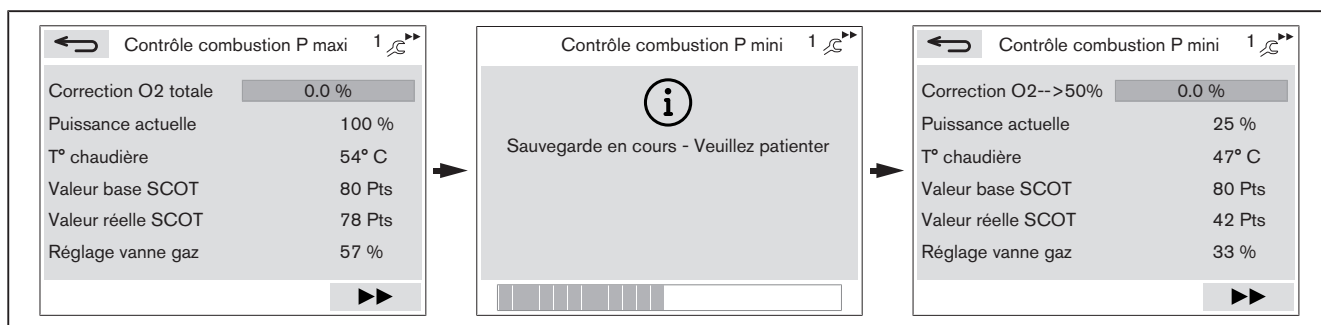 Contrôle combustion P maxi 1
Correction O2 totale 0.0 %
Puissance actuelle 100 %
T° chaudière 54° C
Valeur base SCOT 80 Pts
Valeur réelle SCOT 78 Pts
Réglage vanne gaz 57 %
Contrôle combustion P mini 1
Sauvegarde en cours - Veuillez patienter
Contrôle combustion P mini 1
Correction O2-->50% 0.0 %
Puissance actuelle 25 %
T° chaudière 47° C
Valeur base SCOT 80 Pts
Valeur réelle SCOT 42 Pts
Réglage vanne gaz 33 %